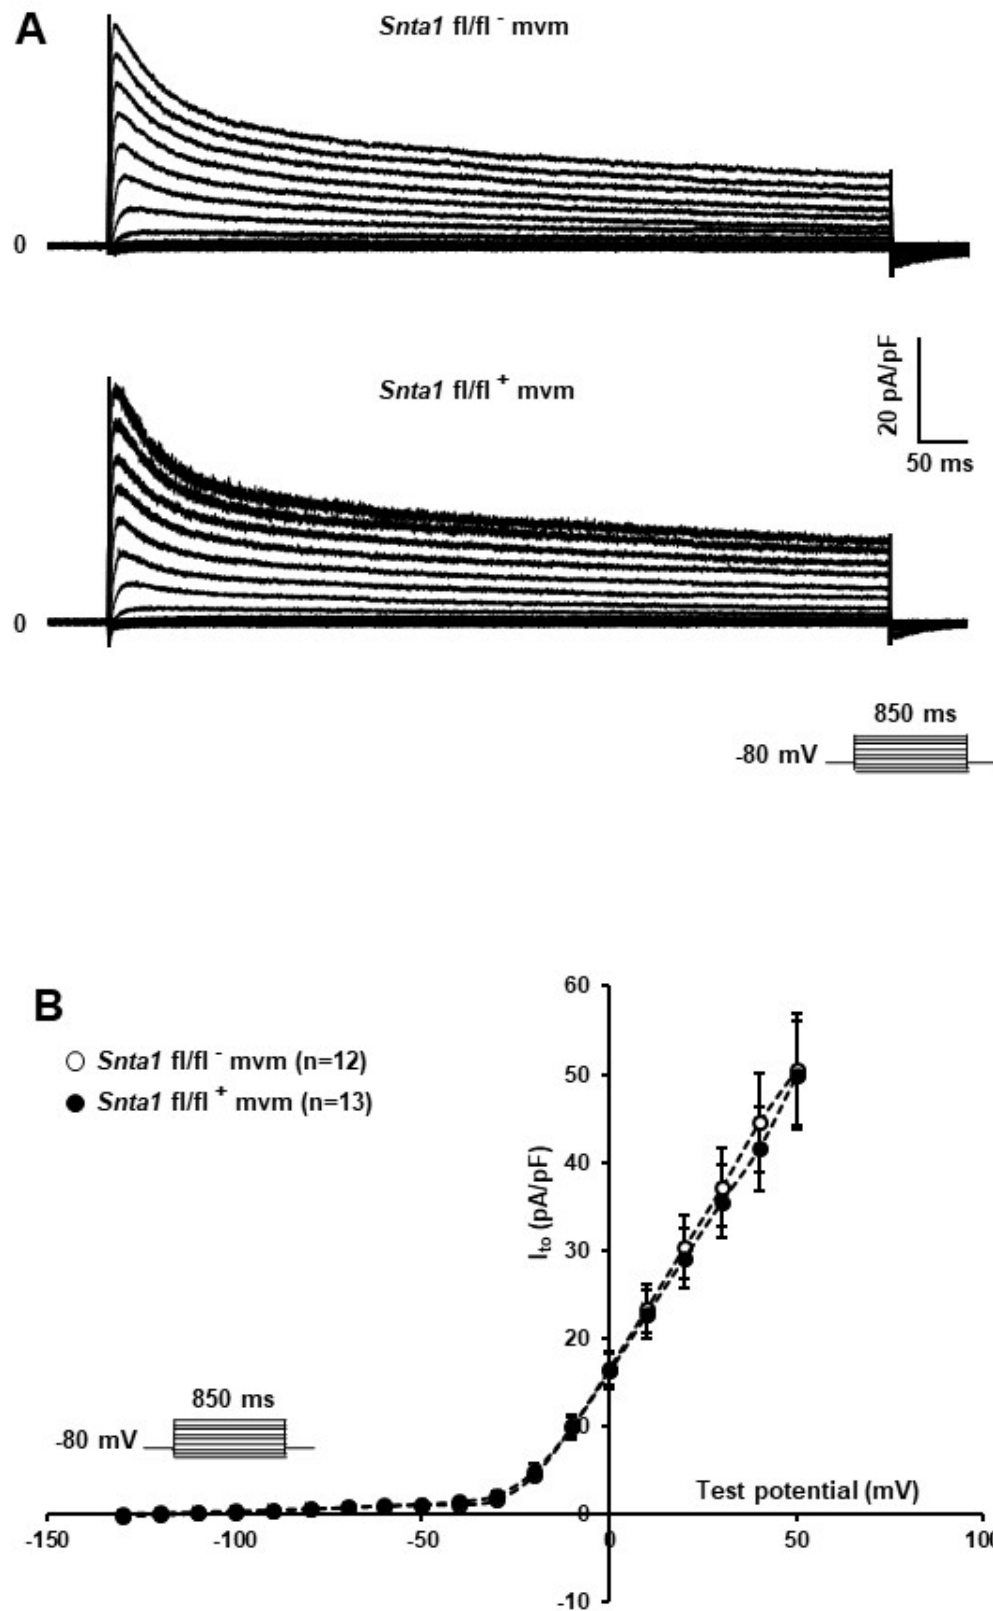 A
Snta1 fl/fl - mvm
0
20 pA/pF
50 ms
Snta1 fl/fl + mvm
0
850 ms
-80 mV
B
Snta1 fl/fl - mvm (n=12)
Snta1 fl/fl + mvm (n=13)
Ito (pA/pF)
60
50
40
30
20
10
0
-10
850 ms
-80 mV
Test potential (mV)
-150
-100
-50
0
50
100